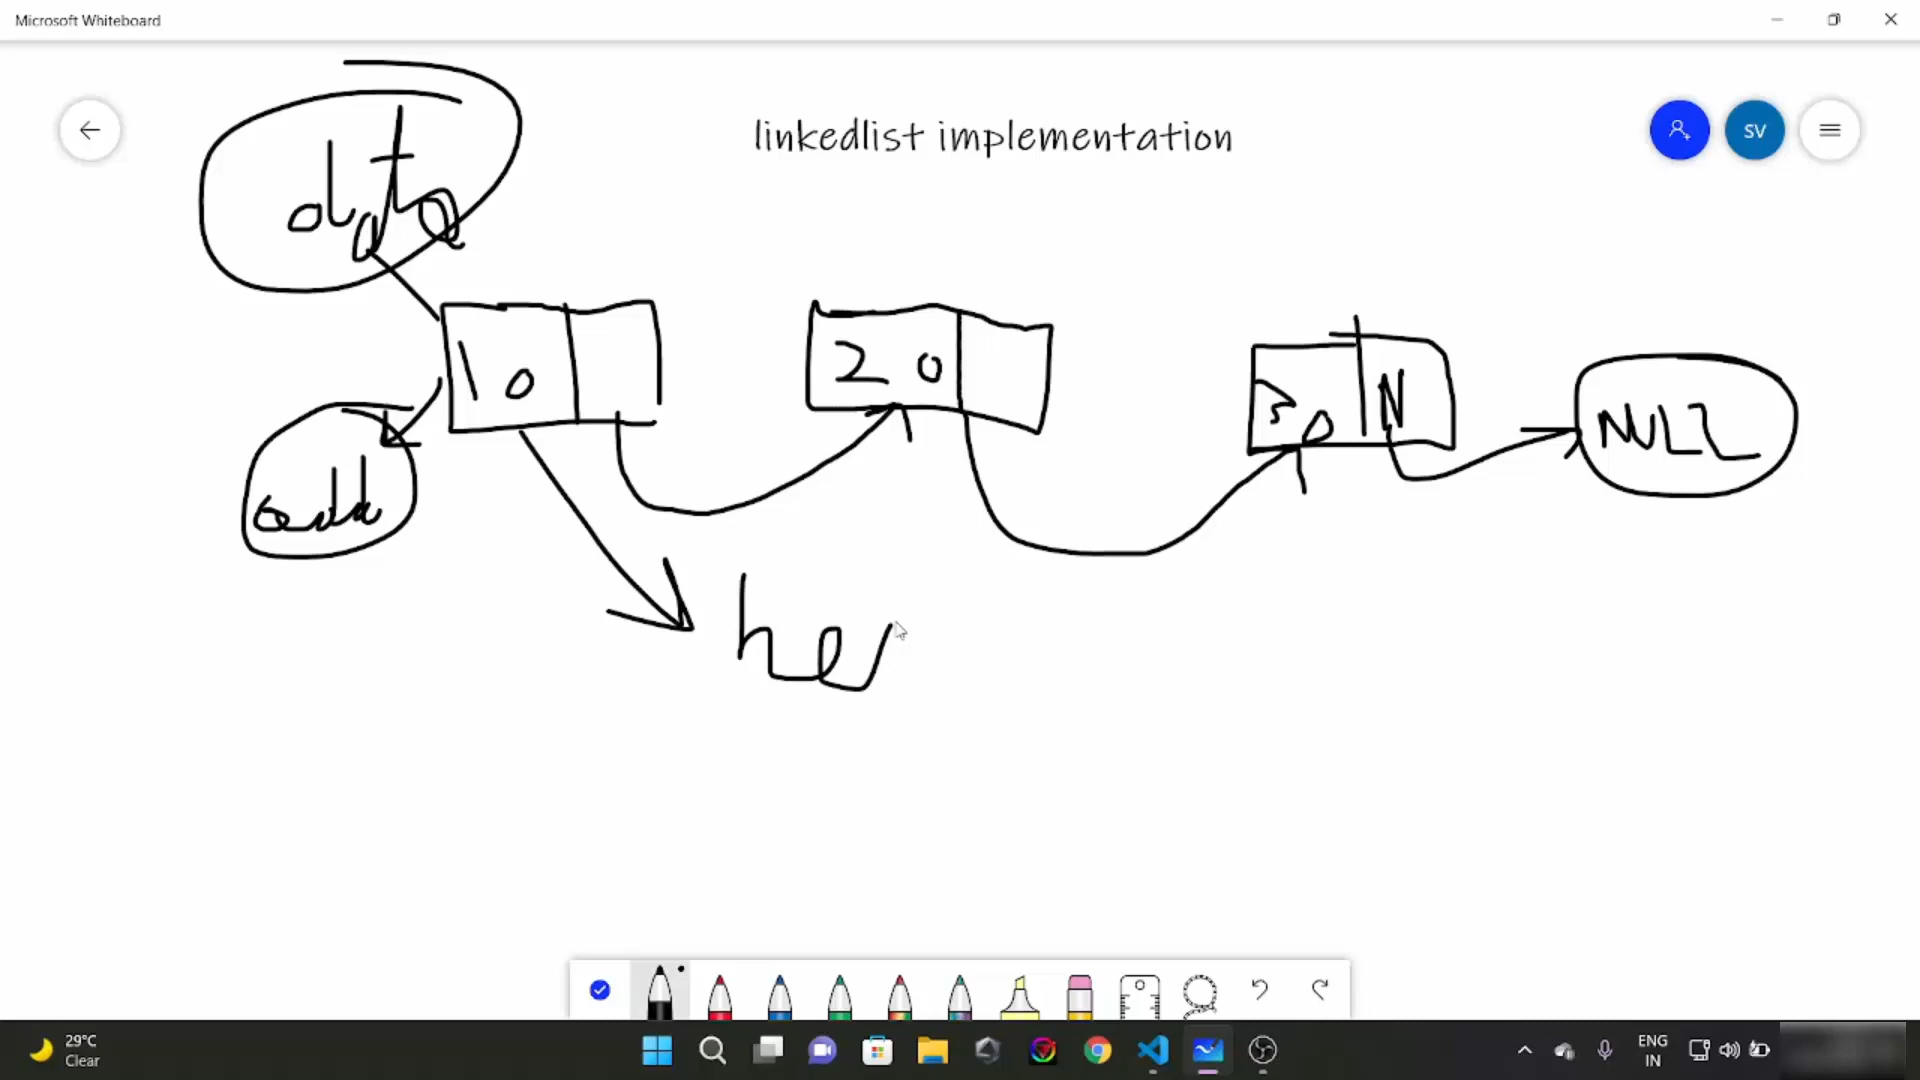 Microsoft Whiteboard
linkedlist implementation
SV
data
10
20
30 N
NULL
add
he
29°C
Clear
ENG
IN